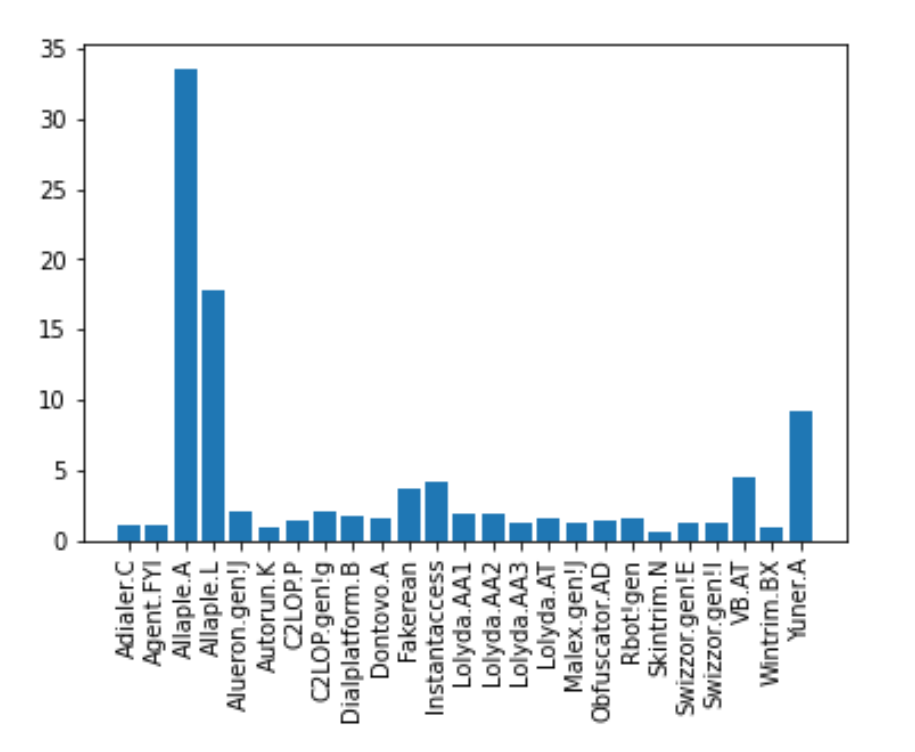 35
30
25
20
15
10
5
0
Adialer.C
Agent.FYI
Allaple.A
Allaple.L
Alueron.gen!J
Autorun.K
C2LOP.P
C2LOP.gen!g
Dialplatform.B
Dontovo.A
Fakerean
Instantaccess
Lolyda.AA1
Lolyda.AA2
Lolyda.AA3
Lolyda.AT
Malex.gen!J
Obfuscator.AD
Rbot!gen
Skintrim.N
Swizzor.gen!E
Swizzor.gen!I
VB.AT
Wintrim.BX
Yuner.A